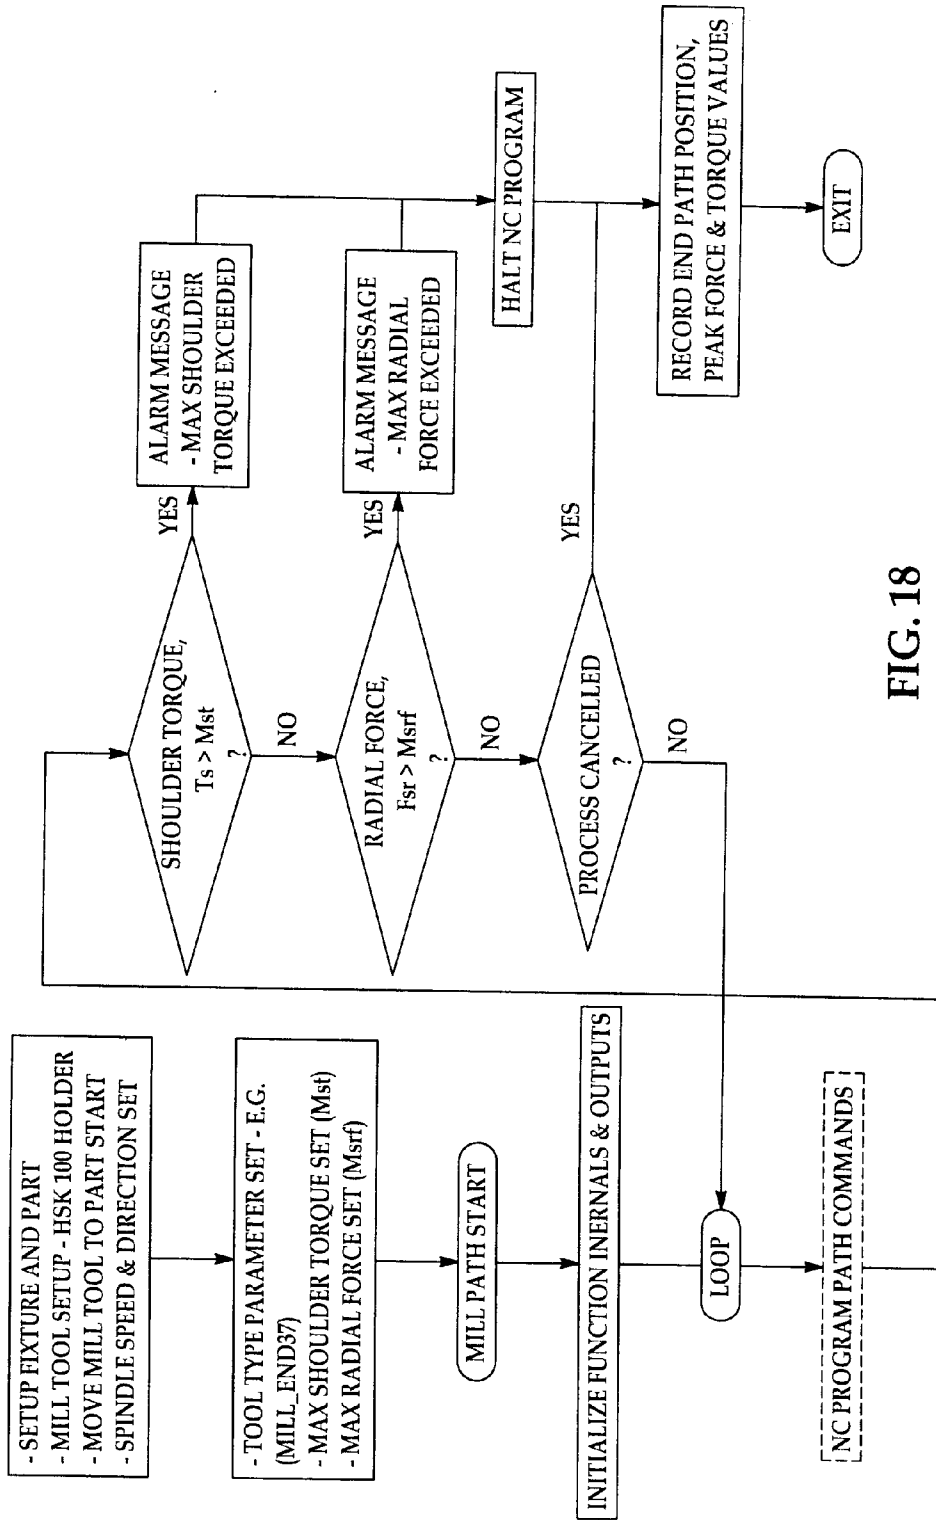 - SETUP FIXTURE AND PART
- MILL TOOL SETUP - HSK 100 HOLDER
- MOVE MILL TOOL TO PART START
- SPINDLE SPEED & DIRECTION SET
- TOOL TYPE PARAMETER SET - E.G.
(MILL_END37)
- MAX SHOULDER TORQUE SET (Mst)
- MAX RADIAL FORCE SET (Msrf)
MILL PATH START
INITIALIZE FUNCTION INERNALS & OUTPUTS
LOOP
NC PROGRAM PATH COMMANDS
SHOULDER TORQUE,
Ts > Mst
?
YES
NO
ALARM MESSAGE
- MAX SHOULDER
TORQUE EXCEEDED
RADIAL FORCE,
Fsr > Msrf
?
YES
NO
ALARM MESSAGE
- MAX RADIAL
FORCE EXCEEDED
PROCESS CANCELLED
?
YES
NO
HALT NC PROGRAM
RECORD END PATH POSITION,
PEAK FORCE & TORQUE VALUES
EXIT
FIG. 18